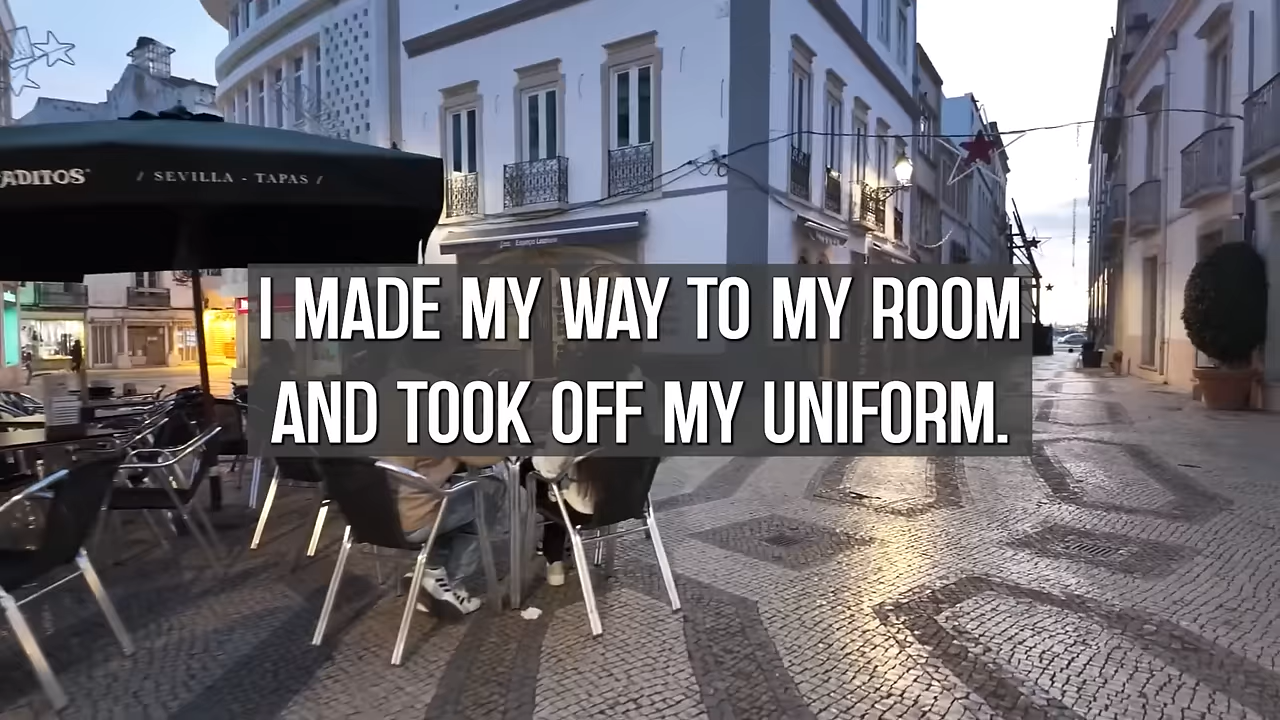 ADITOS
/ SEVILLA - TAPAS /
I MADE MY WAY TO MY ROOM
AND TOOK OFF MY UNIFORM.